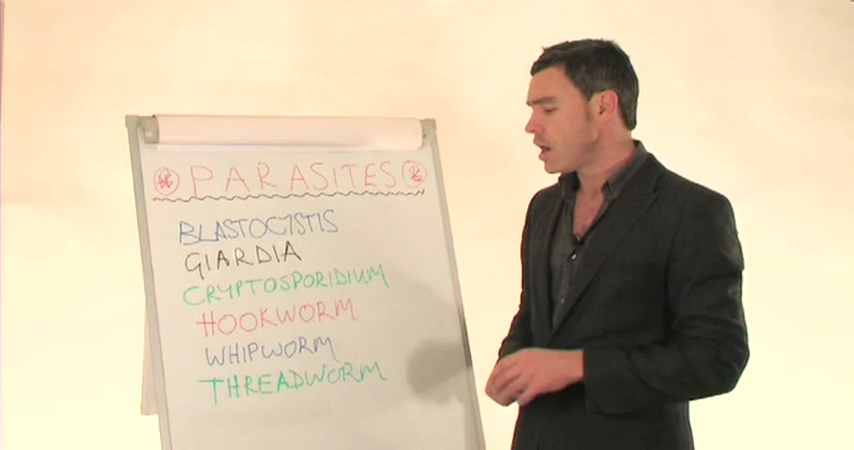 PARASITES
BLASTOCYSTIS
GIARDIA
CRYPTOSPORIDIUM
HOOKWORM
WHIPWORM
THREADWORM